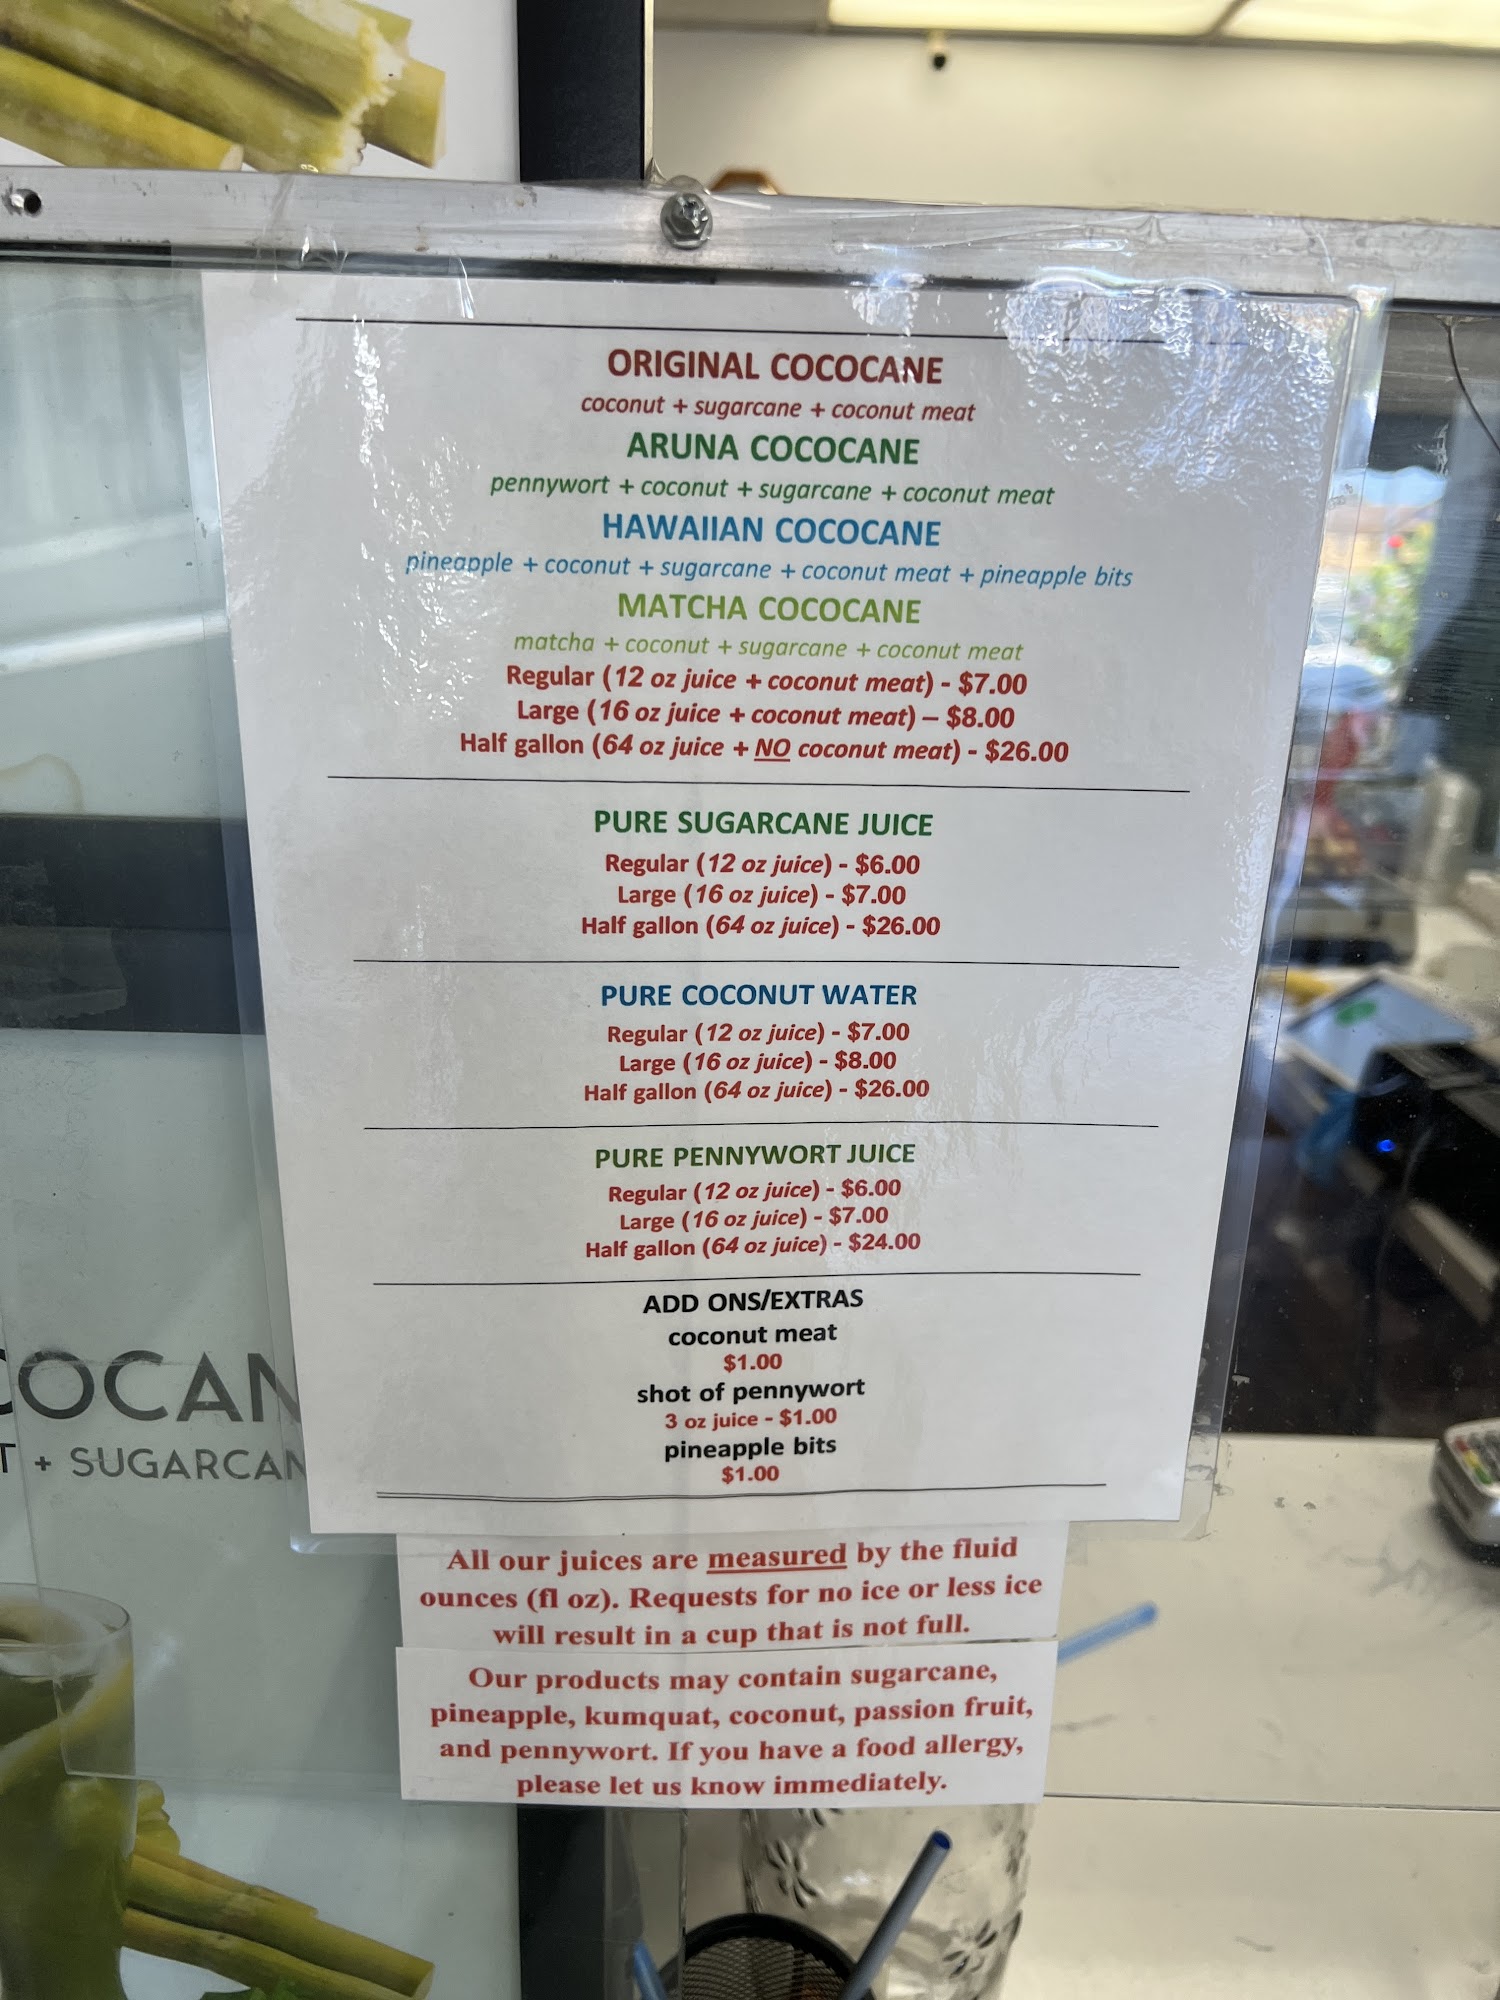 ORIGINAL COCOCANE
coconut + sugarcane + coconut meat
ARUNA COCOCANE
pennywort + coconut + sugarcane + coconut meat
HAWAIIAN COCOCANE
pineapple + coconut + sugarcane + coconut meat + pineapple bits
MATCHA COCOCANE
matcha + coconut + sugarcane + coconut meat
Regular (12 oz juice + coconut meat) - $7.00
Large (16 oz juice + coconut meat) – $8.00
Half gallon (64 oz juice + NO coconut meat) - $26.00
PURE SUGARCANE JUICE
Regular (12 oz juice) - $6.00
Large (16 oz juice) - $7.00
Half gallon (64 oz juice) - $26.00
PURE COCONUT WATER
Regular (12 oz juice) - $7.00
Large (16 oz juice) - $8.00
Half gallon (64 oz juice) - $26.00
PURE PENNYWORT JUICE
Regular (12 oz juice) - $6.00
Large (16 oz juice) - $7.00
Half gallon (64 oz juice) - $24.00
ADD ONS/EXTRAS
coconut meat
$1.00
shot of pennywort
3 oz juice - $1.00
pineapple bits
$1.00
All our juices are measured by the fluid
ounces (fl oz). Requests for no ice or less ice
will result in a cup that is not full.
Our products may contain sugarcane,
pineapple, kumquat, coconut, passion fruit,
and pennywort. If you have a food allergy,
please let us know immediately.
OCAN
T + SUGARCAN